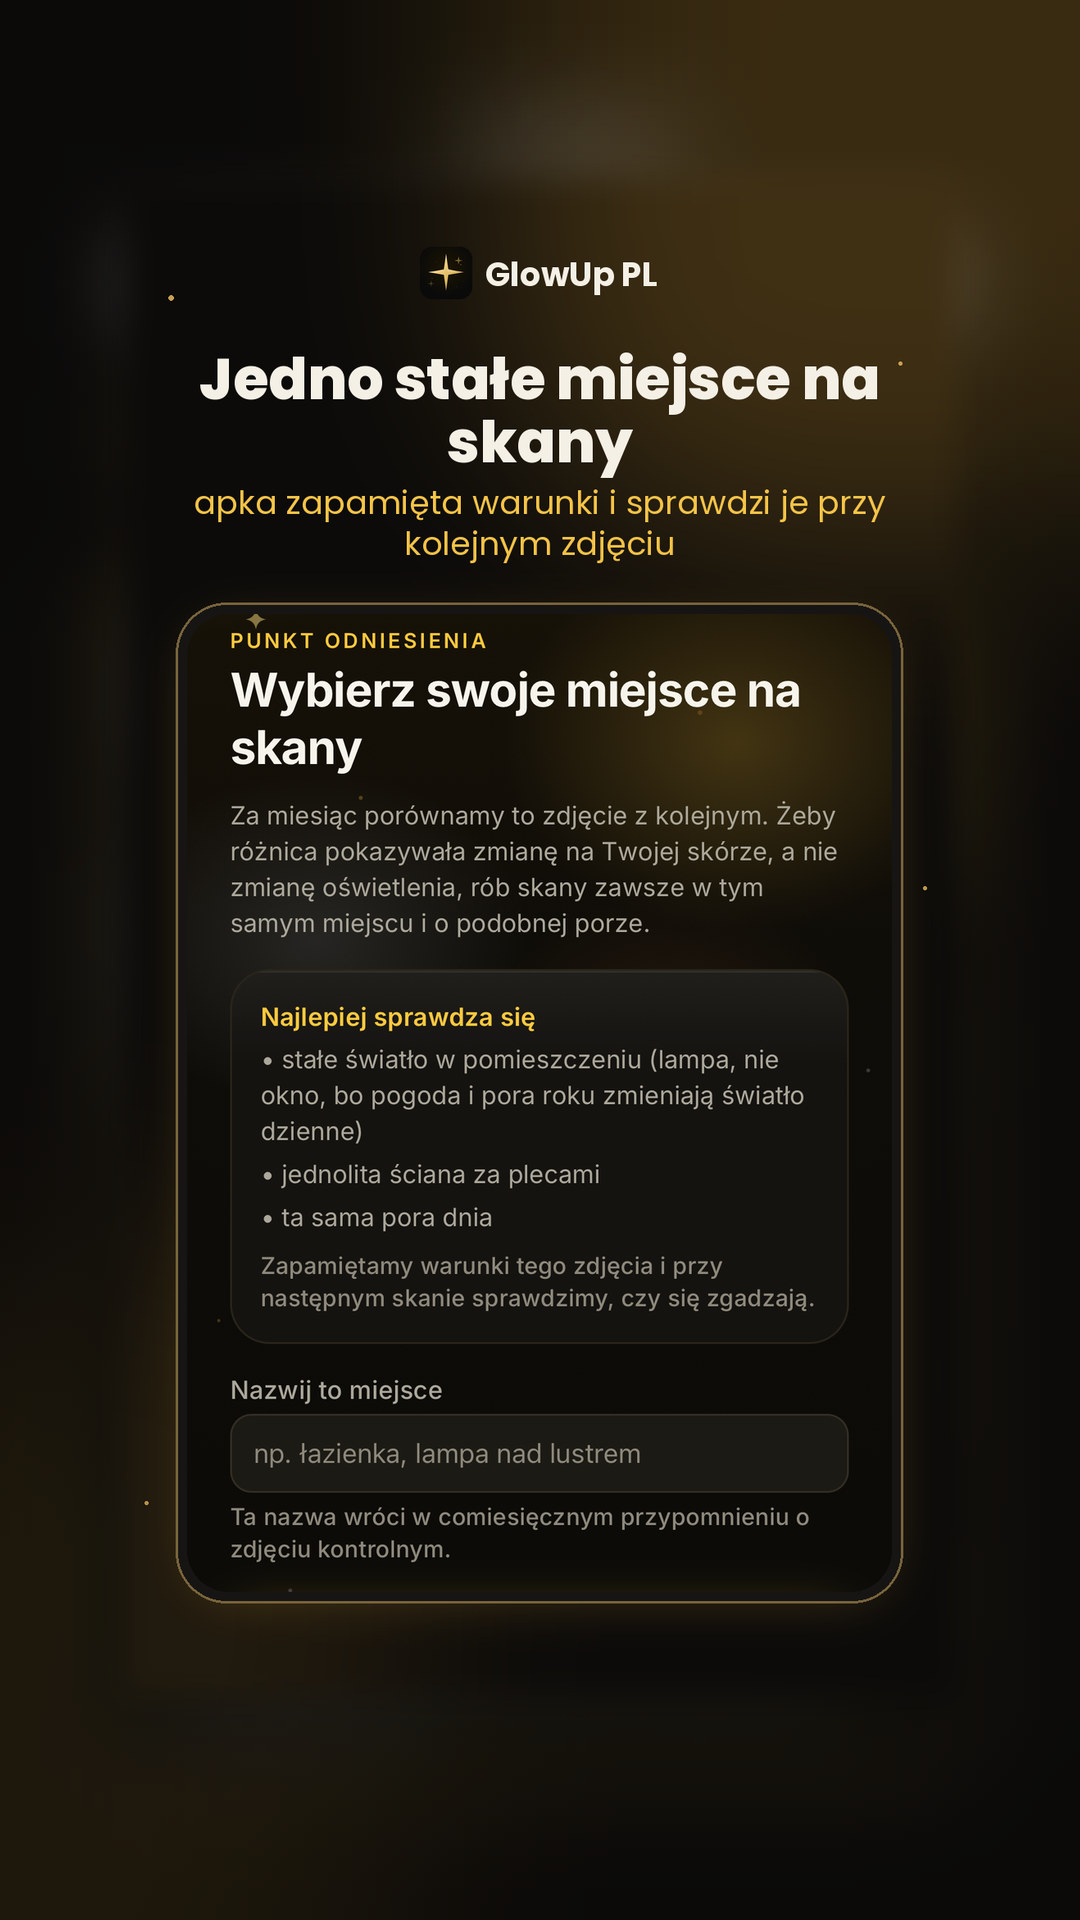 GlowUp PL
Jedno stałe miejsce na
skany
apka zapamięta warunki i sprawdzi je przy
kolejnym zdjęciu
PUNKT ODNIESIENIA
Wybierz swoje miejsce na
skany
Za miesiąc porównamy to zdjęcie z kolejnym. Żeby
różnica pokazywała zmianę na Twojej skórze, a nie
zmianę oświetlenia, rób skany zawsze w tym
samym miejscu i o podobnej porze.
Najlepiej sprawdza się
• stałe światło w pomieszczeniu (lampa, nie
okno, bo pogoda i pora roku zmieniają światło
dzienne)
• jednolita ściana za plecami
• ta sama pora dnia
Zapamiętamy warunki tego zdjęcia i przy
następnym skanie sprawdzimy, czy się zgadzają.
Nazwij to miejsce
np. łazienka, lampa nad lustrem
Ta nazwa wróci w comiesięcznym przypomnieniu o
zdjęciu kontrolnym.